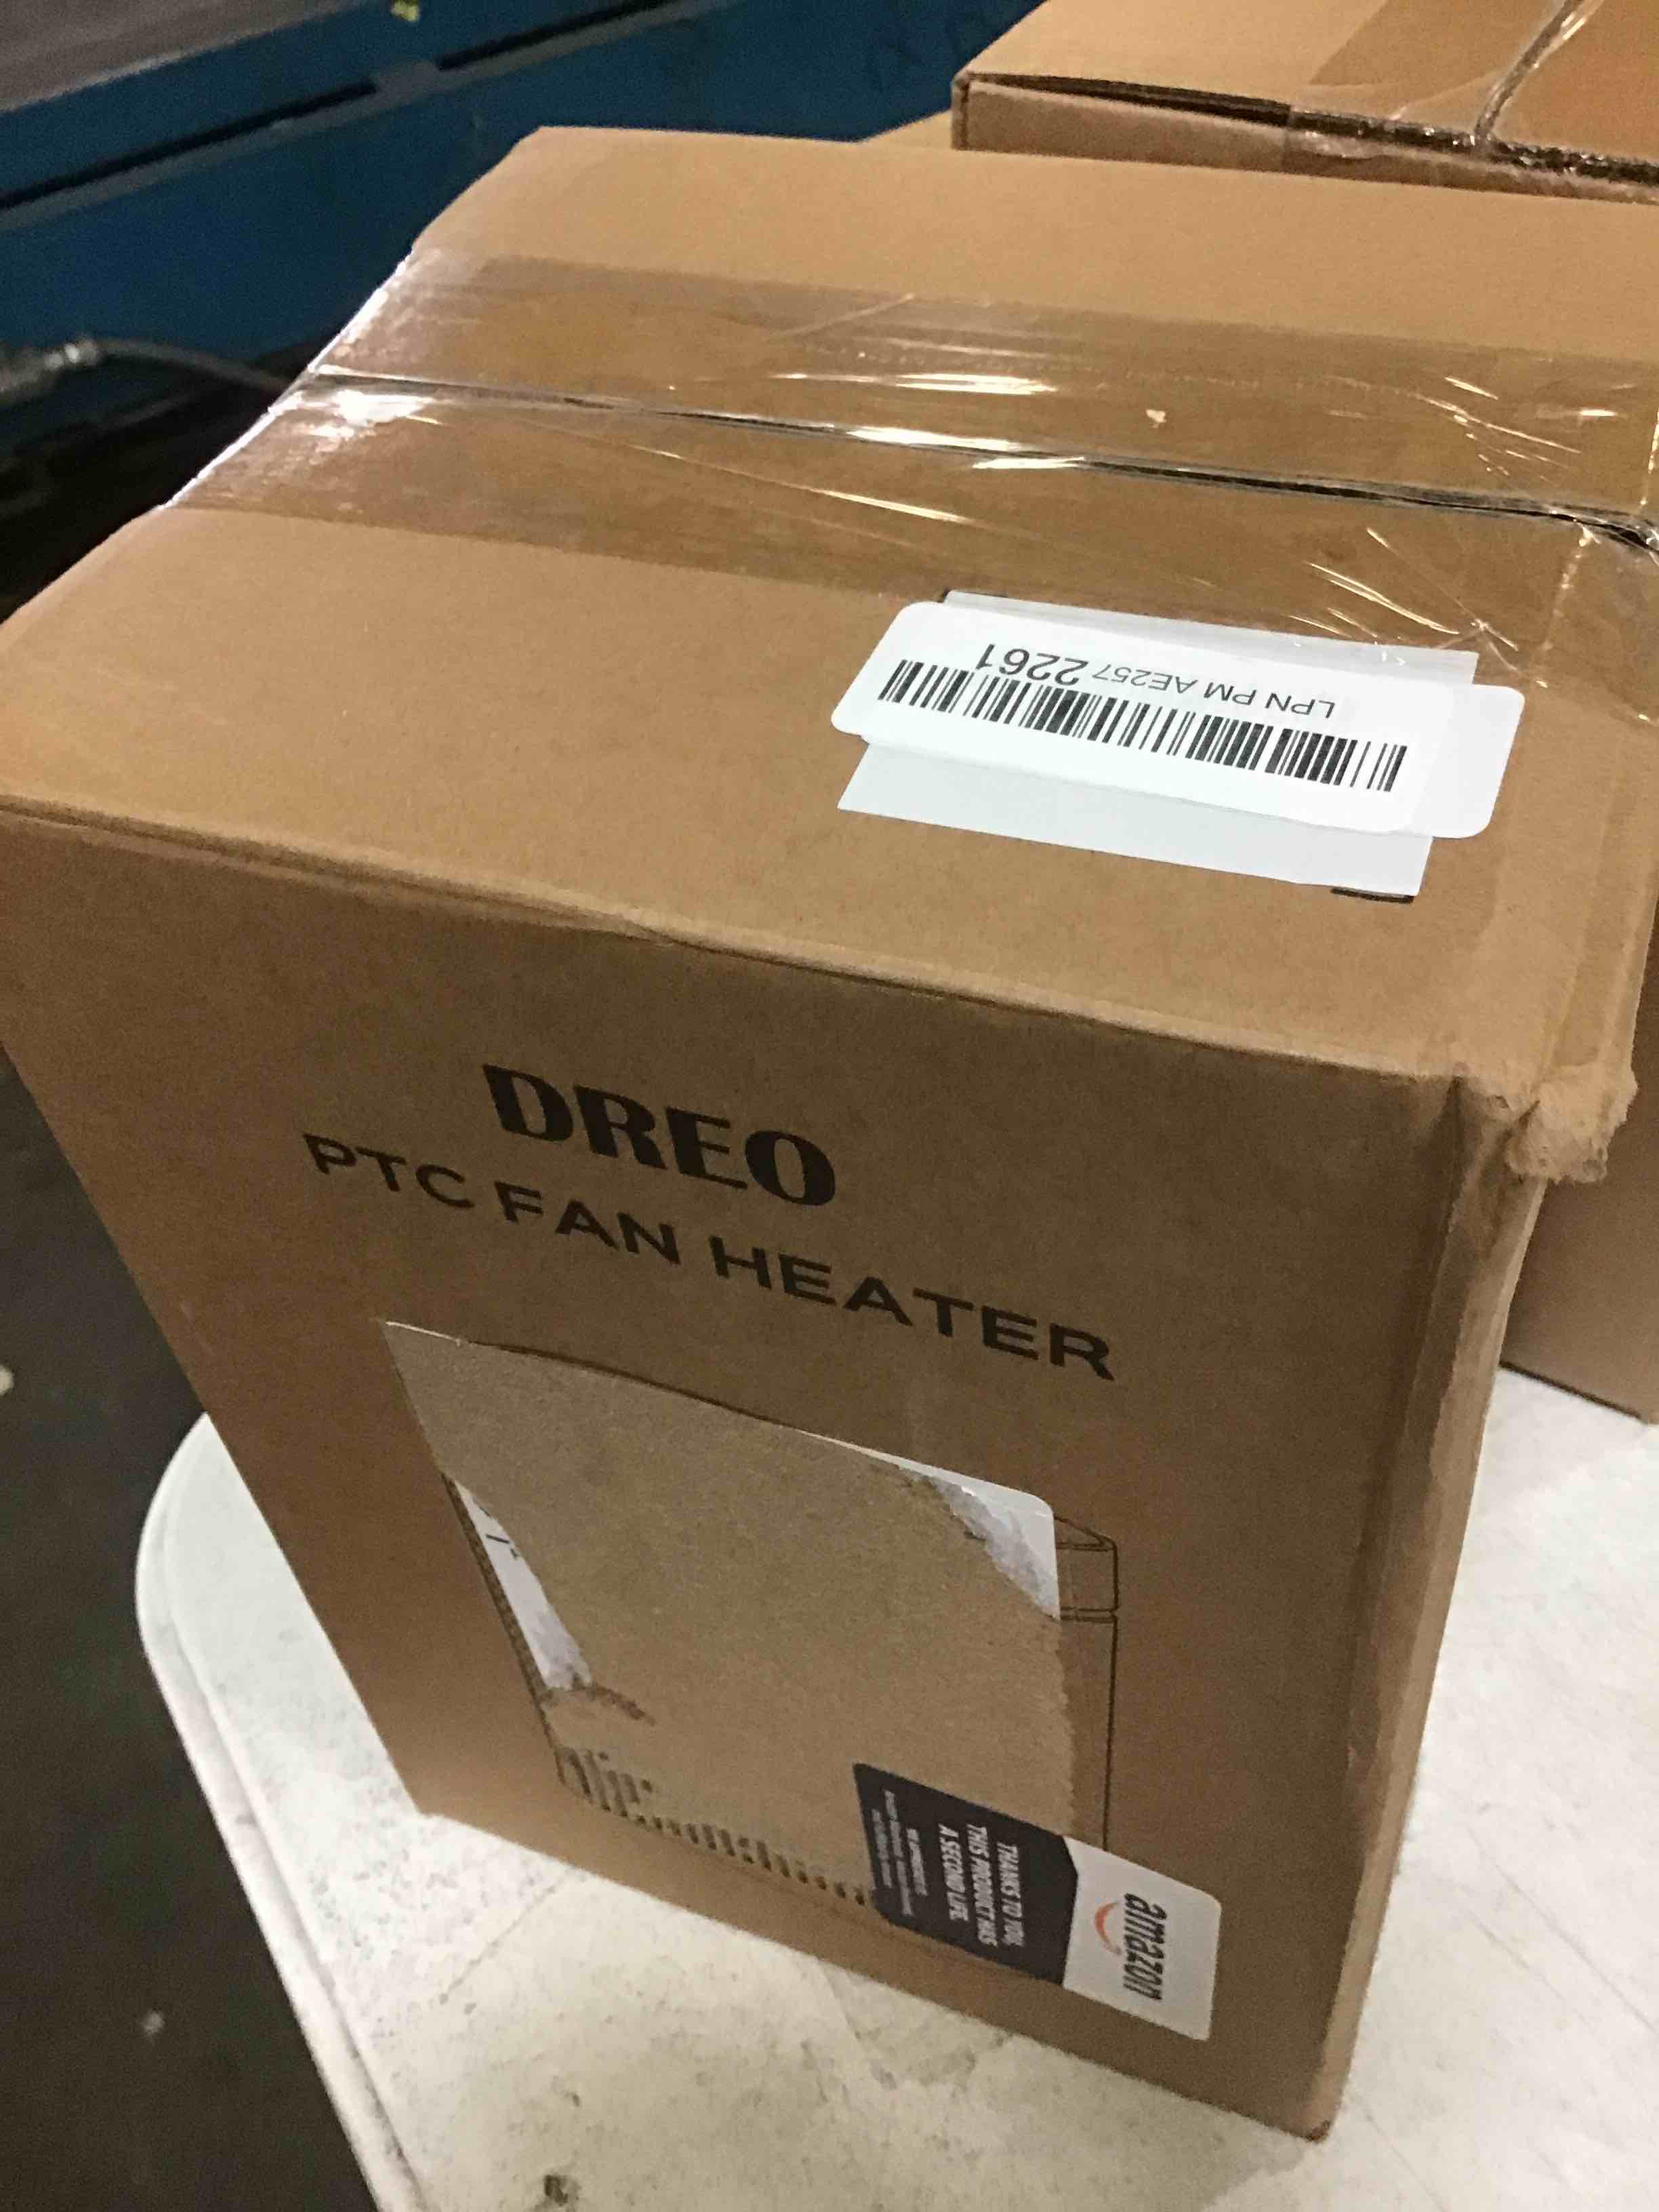 LPN PM AE257 2261
DREO
PTC FAN HEATER
amazon
THANKS TO YOU,
THIS PRODUCT HAS
A SECOND LIFE.